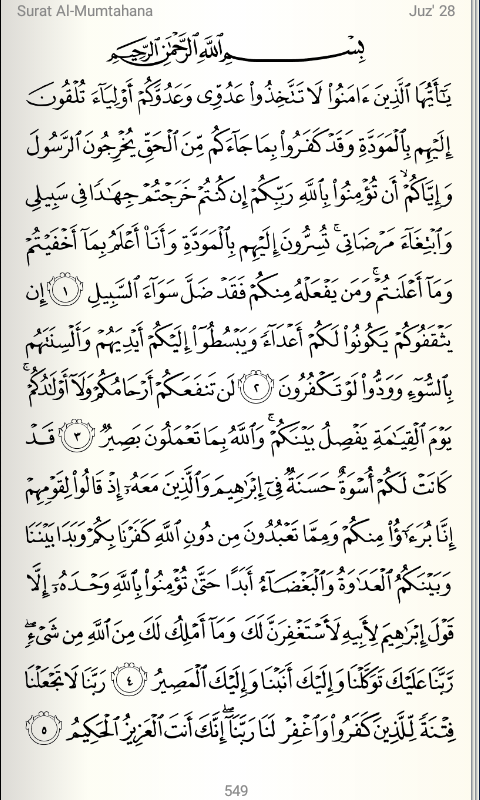 Surat Al-Mumtahana
Juz' 28
بِسْمِ ٱللَّهِ ٱلرَّحْمَٰنِ ٱلرَّحِيمِ
يَٰٓأَيُّهَا ٱلَّذِينَ ءَامَنُوا۟ لَا تَتَّخِذُوا۟ عَدُوِّى وَعَدُوَّكُمْ أَوْلِيَآءَ تُلْقُونَ
إِلَيْهِم بِٱلْمَوَدَّةِ وَقَدْ كَفَرُوا۟ بِمَا جَآءَكُم مِّنَ ٱلْحَقِّ يُخْرِجُونَ ٱلرَّسُولَ
وَإِيَّاكُمْ ۙ أَن تُؤْمِنُوا۟ بِٱللَّهِ رَبِّكُمْ إِن كُنتُمْ خَرَجْتُمْ جِهَٰدًا فِى سَبِيلِى
وَٱبْتِغَآءَ مَرْضَاتِى ۚ تُسِرُّونَ إِلَيْهِم بِٱلْمَوَدَّةِ وَأَنَا۠ أَعْلَمُ بِمَآ أَخْفَيْتُمْ
وَمَآ أَعْلَنتُمْ ۚ وَمَن يَفْعَلْهُ مِنكُمْ فَقَدْ ضَلَّ سَوَآءَ ٱلسَّبِيلِ ١ إِن
يَثْقَفُوكُمْ يَكُونُوا۟ لَكُمْ أَعْدَآءً وَيَبْسُطُوٓا۟ إِلَيْكُمْ أَيْدِيَهُمْ وَأَلْسِنَتَهُم
بِٱلسُّوٓءِ وَوَدُّوا۟ لَوْ تَكْفُرُونَ ٢ لَن تَنفَعَكُمْ أَرْحَامُكُمْ وَلَآ أَوْلَٰدُكُمْ ۚ
يَوْمَ ٱلْقِيَٰمَةِ يَفْصِلُ بَيْنَكُمْ ۚ وَٱللَّهُ بِمَا تَعْمَلُونَ بَصِيرٌ ٣ قَدْ
كَانَتْ لَكُمْ أُسْوَةٌ حَسَنَةٌ فِىٓ إِبْرَٰهِيمَ وَٱلَّذِينَ مَعَهُۥٓ إِذْ قَالُوا۟ لِقَوْمِهِمْ
إِنَّا بُرَءَٰٓؤُا۟ مِنكُمْ وَمِمَّا تَعْبُدُونَ مِن دُونِ ٱللَّهِ كَفَرْنَا بِكُمْ وَبَدَا بَيْنَنَا
وَبَيْنَكُمُ ٱلْعَدَٰوَةُ وَٱلْبَغْضَآءُ أَبَدًا حَتَّىٰ تُؤْمِنُوا۟ بِٱللَّهِ وَحْدَهُۥٓ إِلَّا
قَوْلَ إِبْرَٰهِيمَ لِأَبِيهِ لَأَسْتَغْفِرَنَّ لَكَ وَمَآ أَمْلِكُ لَكَ مِنَ ٱللَّهِ مِن شَىْءٍ ۖ
رَّبَّنَا عَلَيْكَ تَوَكَّلْنَا وَإِلَيْكَ أَنَبْنَا وَإِلَيْكَ ٱلْمَصِيرُ ٤ رَبَّنَا لَا تَجْعَلْنَا
فِتْنَةً لِّلَّذِينَ كَفَرُوا۟ وَٱغْفِرْ لَنَا رَبَّنَآ ۖ إِنَّكَ أَنتَ ٱلْعَزِيزُ ٱلْحَكِيمُ ٥
549